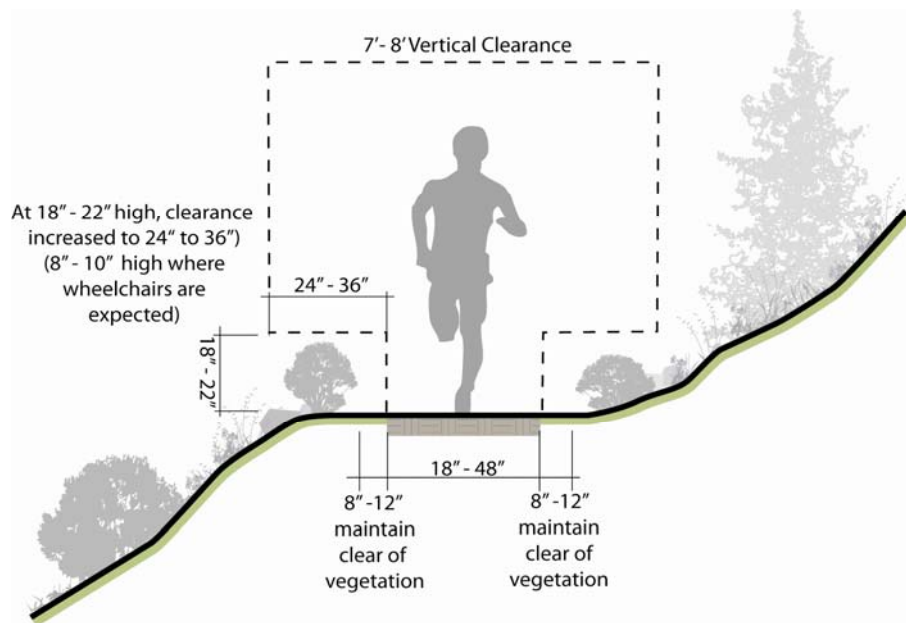 7’- 8’ Vertical Clearance
At 18” - 22” high, clearance
increased to 24“ to 36”)
(8” - 10” high where
wheelchairs are
expected)
24” - 36”
18” - 22”
18” - 48”
8” -12”
maintain
clear of
vegetation
8” -12”
maintain
clear of
vegetation